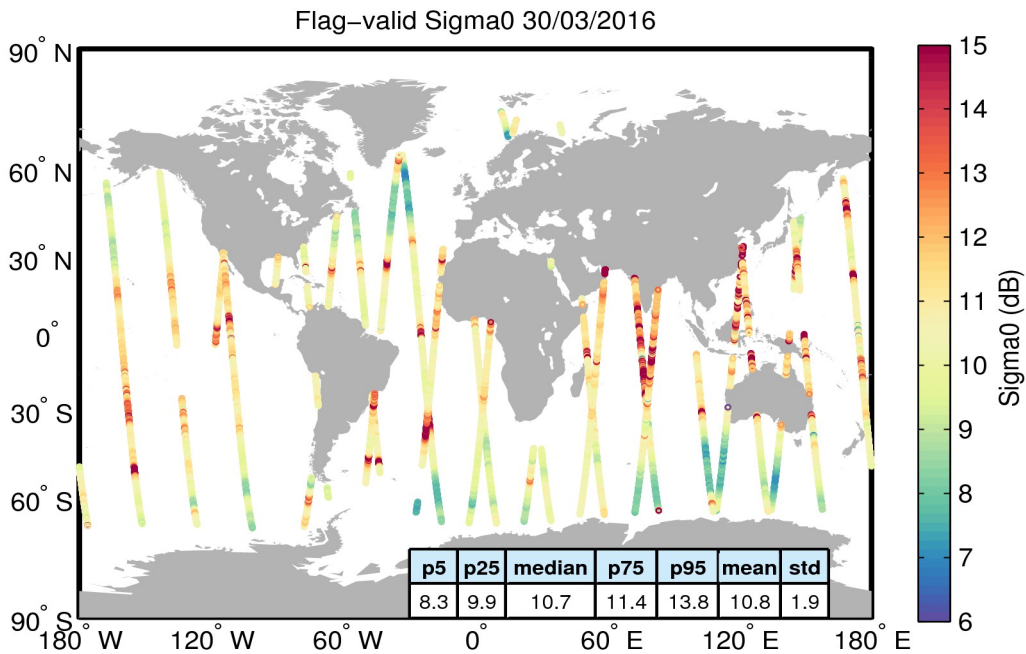 Flag−valid Sigma0 30/03/2016
90° N
60° N
30° N
0°
30° S
60° S
90° S
180° W
120° W
60° W
0°
60° E
120° E
180° E
15
14
13
12
11
10
9
8
7
6
Sigma0 (dB)
p5 p25 median p75 p95 mean std
8.3 9.9 10.7 11.4 13.8 10.8 1.9